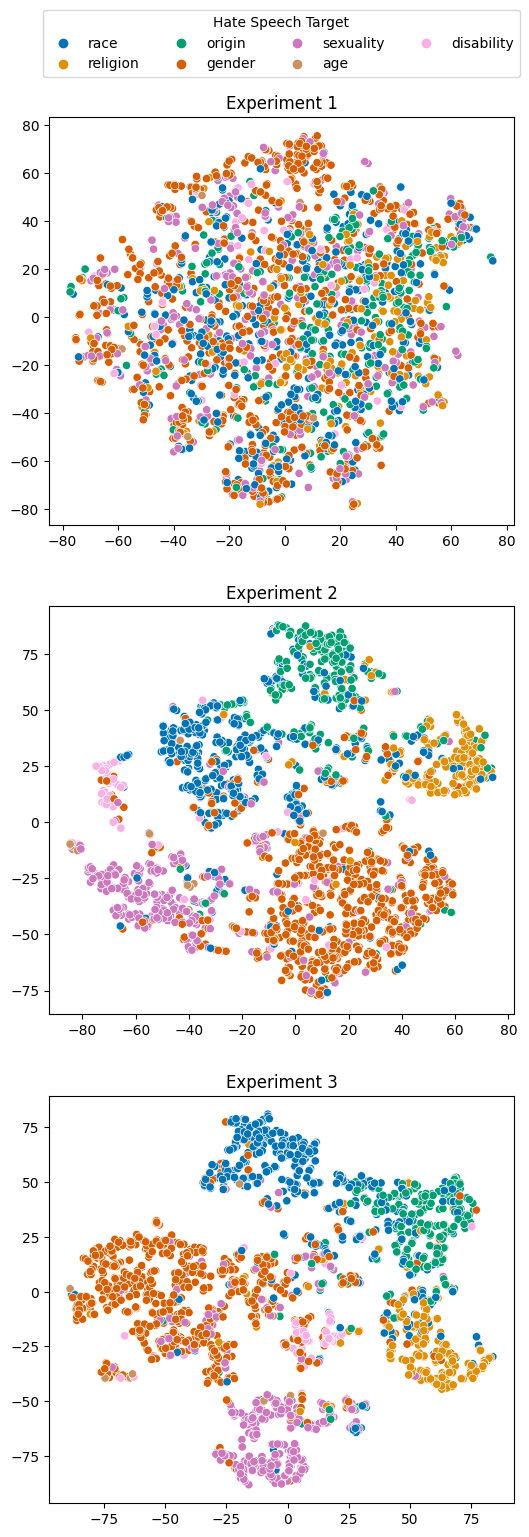 Hate Speech Target
race origin sexuality disability
religion gender age
Experiment 1
80
60
40
20
0
−20
−40
−60
−80
−80 −60 −40 −20 0 20 40 60 80
Experiment 2
75
50
25
0
−25
−50
−75
−80 −60 −40 −20 0 20 40 60 80
Experiment 3
75
50
25
0
−25
−50
−75
−75 −50 −25 0 25 50 75